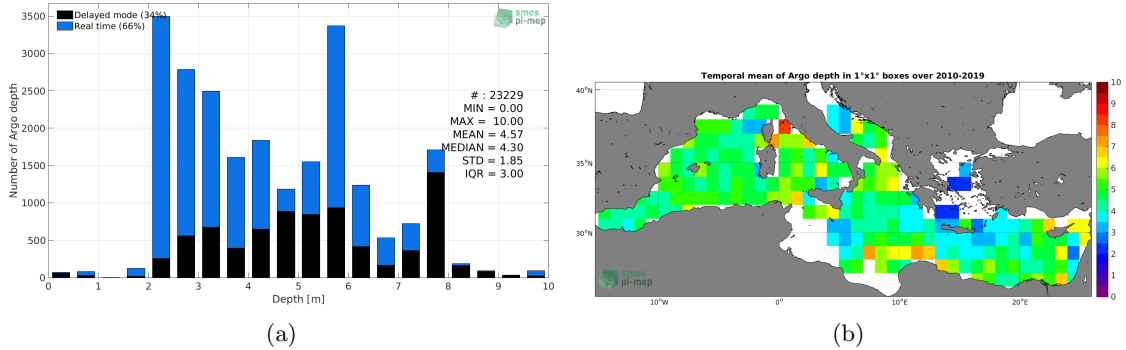 smos
pi-mep
Delayed mode (34%)
Real time (66%)
3500
3000
2500
2000
1500
1000
500
0
Number of Argo depth
# : 23229
MIN = 0.00
MAX = 10.00
MEAN = 4.57
MEDIAN = 4.30
STD = 1.85
IQR = 3.00
0 1 2 3 4 5 6 7 8 9 10
Depth [m]
(a)
Temporal mean of Argo depth in 1°x1° boxes over 2010-2019
40°N
35°N
30°N
10°W 0° 10°E 20°E
smos
pi-mep
10
9
8
7
6
5
4
3
2
1
0
(b)